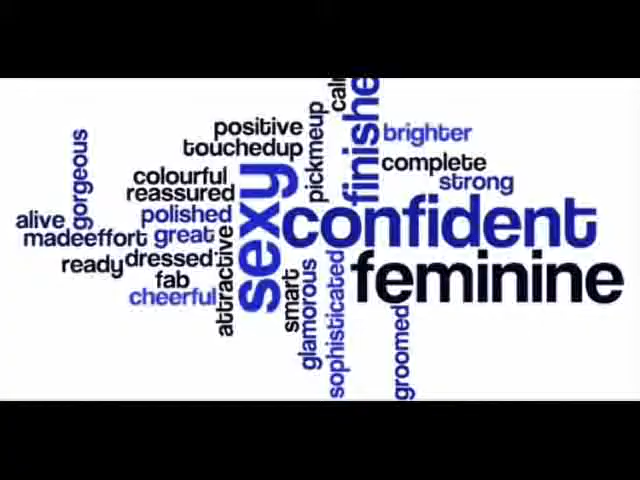 calm
finishe
brighter
positive
touchedup
pickmeup
complete
strong
gorgeous
colourful
reassured
sexy
polished
confident
alive
madeeffort
great
ready
dressed
attractive
feminine
fab
cheerful
smart
glamorous
sophisticated
groomed